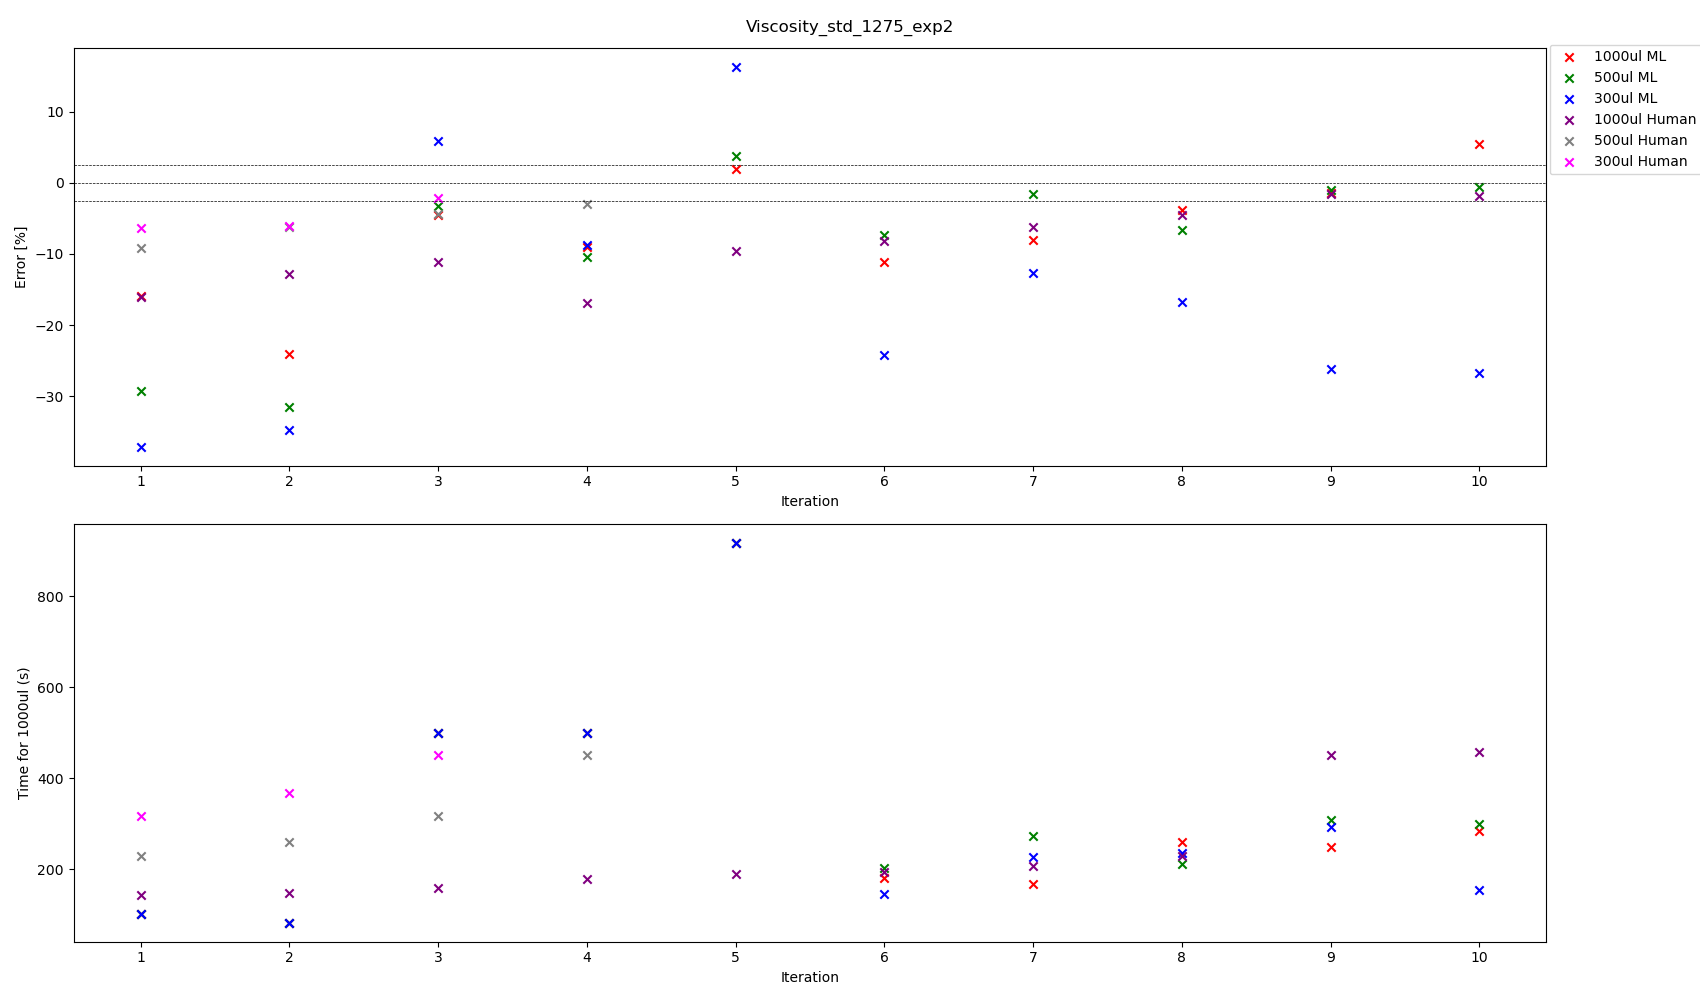 Viscosity_std_1275_exp2
1000ul ML
500ul ML
300ul ML
1000ul Human
500ul Human
300ul Human
Error [%]
10
0
−10
−20
−30
1 2 3 4 5 6 7 8 9 10
Iteration
Time for 1000ul (s)
800
600
400
200
1 2 3 4 5 6 7 8 9 10
Iteration